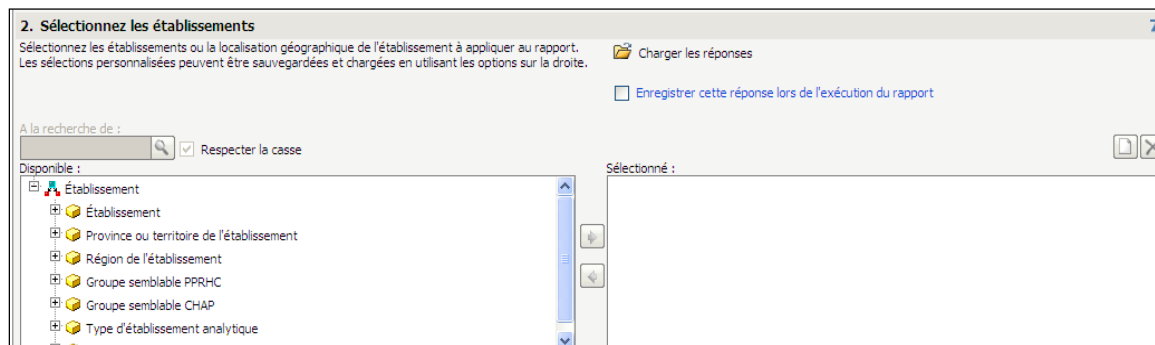 2. Sélectionnez les établissements
Sélectionnez les établissements ou la localisation géographique de l'établissement à appliquer au rapport.
Les sélections personnalisées peuvent être sauvegardées et chargées en utilisant les options sur la droite.
Charger les réponses
Enregistrer cette réponse lors de l'exécution du rapport
A la recherche de :
Respecter la casse
Disponible :
Sélectionné :
Établissement
Établissement
Province ou territoire de l'établissement
Région de l'établissement
Groupe semblable PPRHC
Groupe semblable CHAP
Type d'établissement analytique